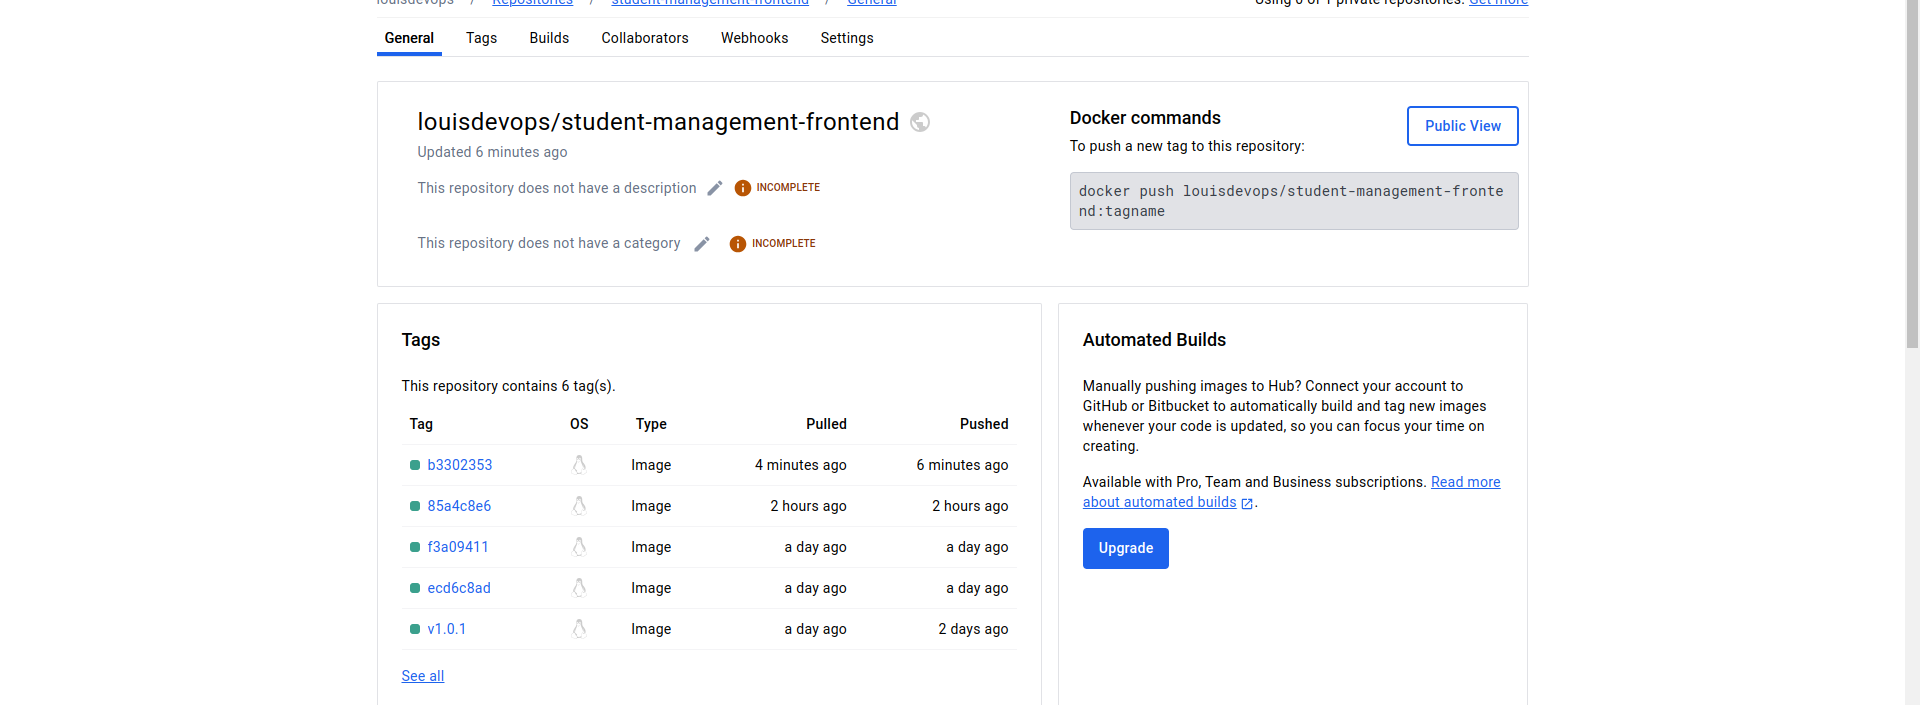 louisdevops / Repositories / student-management-frontend / General
Using 0 of 1 private repositories. Get more
General Tags Builds Collaborators Webhooks Settings
louisdevops/student-management-frontend
Updated 6 minutes ago
This repository does not have a description INCOMPLETE
This repository does not have a category INCOMPLETE
Docker commands
Public View
To push a new tag to this repository:
docker push louisdevops/student-management-fronte
nd:tagname
Tags
This repository contains 6 tag(s).
Tag OS Type Pulled Pushed
b3302353 Image 4 minutes ago 6 minutes ago
85a4c8e6 Image 2 hours ago 2 hours ago
f3a09411 Image a day ago a day ago
ecd6c8ad Image a day ago a day ago
v1.0.1 Image a day ago 2 days ago
See all
Automated Builds
Manually pushing images to Hub? Connect your account to
GitHub or Bitbucket to automatically build and tag new images
whenever your code is updated, so you can focus your time on
creating.
Available with Pro, Team and Business subscriptions. Read more
about automated builds .
Upgrade